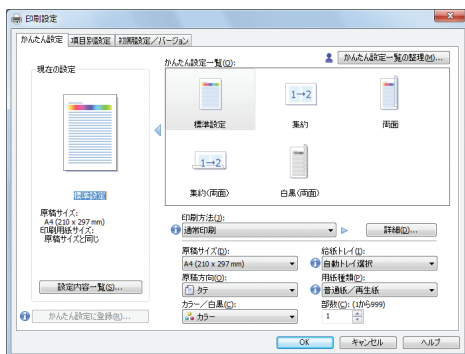 印刷設定
かんたん設定 項目別設定 初期設定／バージョン
現在の設定
標準設定
原稿サイズ:
A4 (210 x 297 mm)
印刷用紙サイズ:
原稿サイズと同じ
設定内容一覧(S)...
かんたん設定に登録(R)...
かんたん設定一覧(Q):
かんたん設定一覧の整理(M)...
標準設定
1→2
集約
両面
1→2
集約(両面)
白黒(両面)
印刷方法(J):
通常印刷
詳細(O)...
原稿サイズ(D):
A4 (210 x 297 mm)
原稿方向(O):
タテ
カラー／白黒(C):
カラー
給紙トレイ(I):
自動トレイ選択
用紙種類(P):
普通紙／再生紙
部数(C): (1から999)
1
OK キャンセル ヘルプ